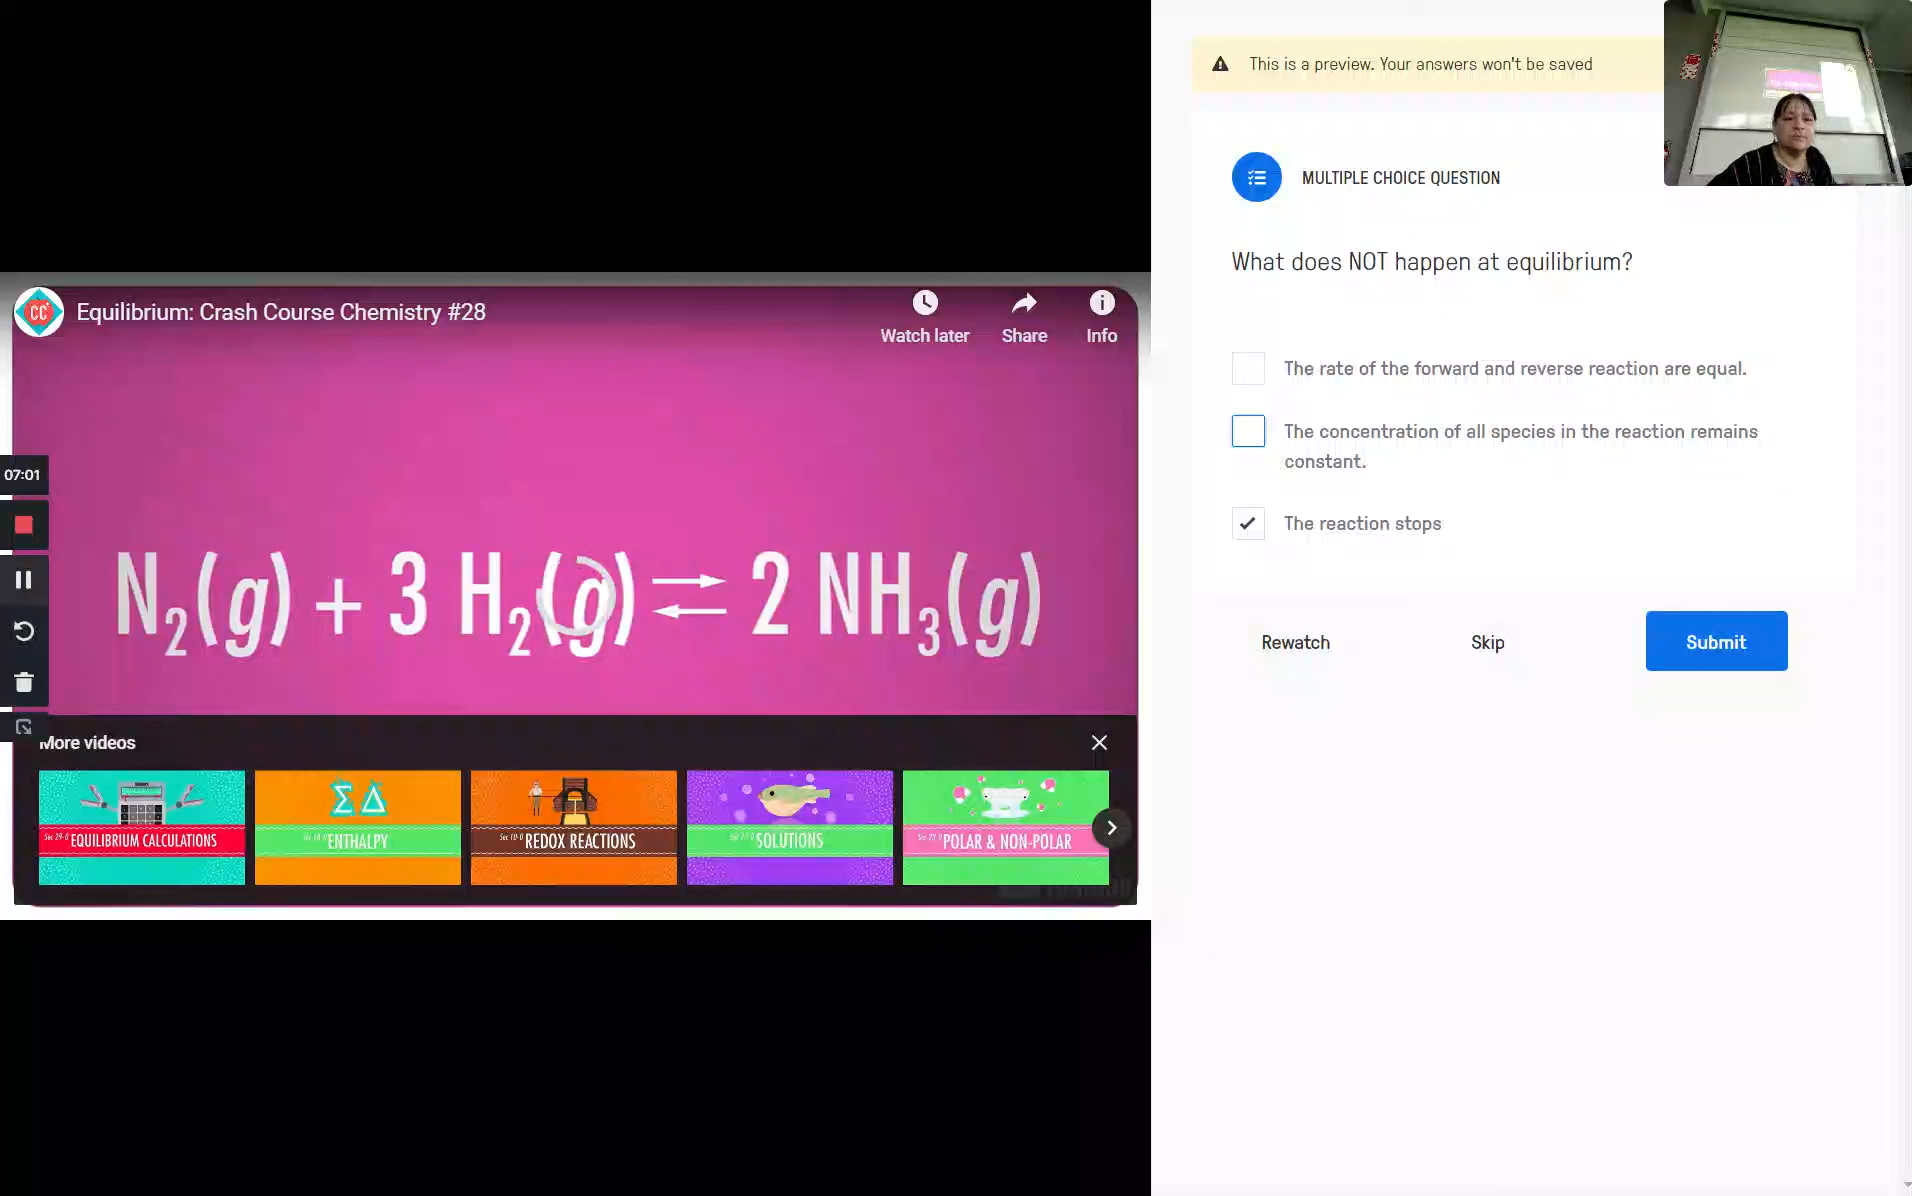 CC
Equilibrium: Crash Course Chemistry #28
Watch later
Share
Info
N₂(g) + 3 H₂(g) ⇄ 2 NH₃(g)
07:01
More videos
EQUILIBRIUM CALCULATIONS
ENTHALPY
REDOX REACTIONS
SOLUTIONS
POLAR & NON-POLAR
This is a preview. Your answers won't be saved
MULTIPLE CHOICE QUESTION
What does NOT happen at equilibrium?
The rate of the forward and reverse reaction are equal.
The concentration of all species in the reaction remains
constant.
The reaction stops
Rewatch
Skip
Submit